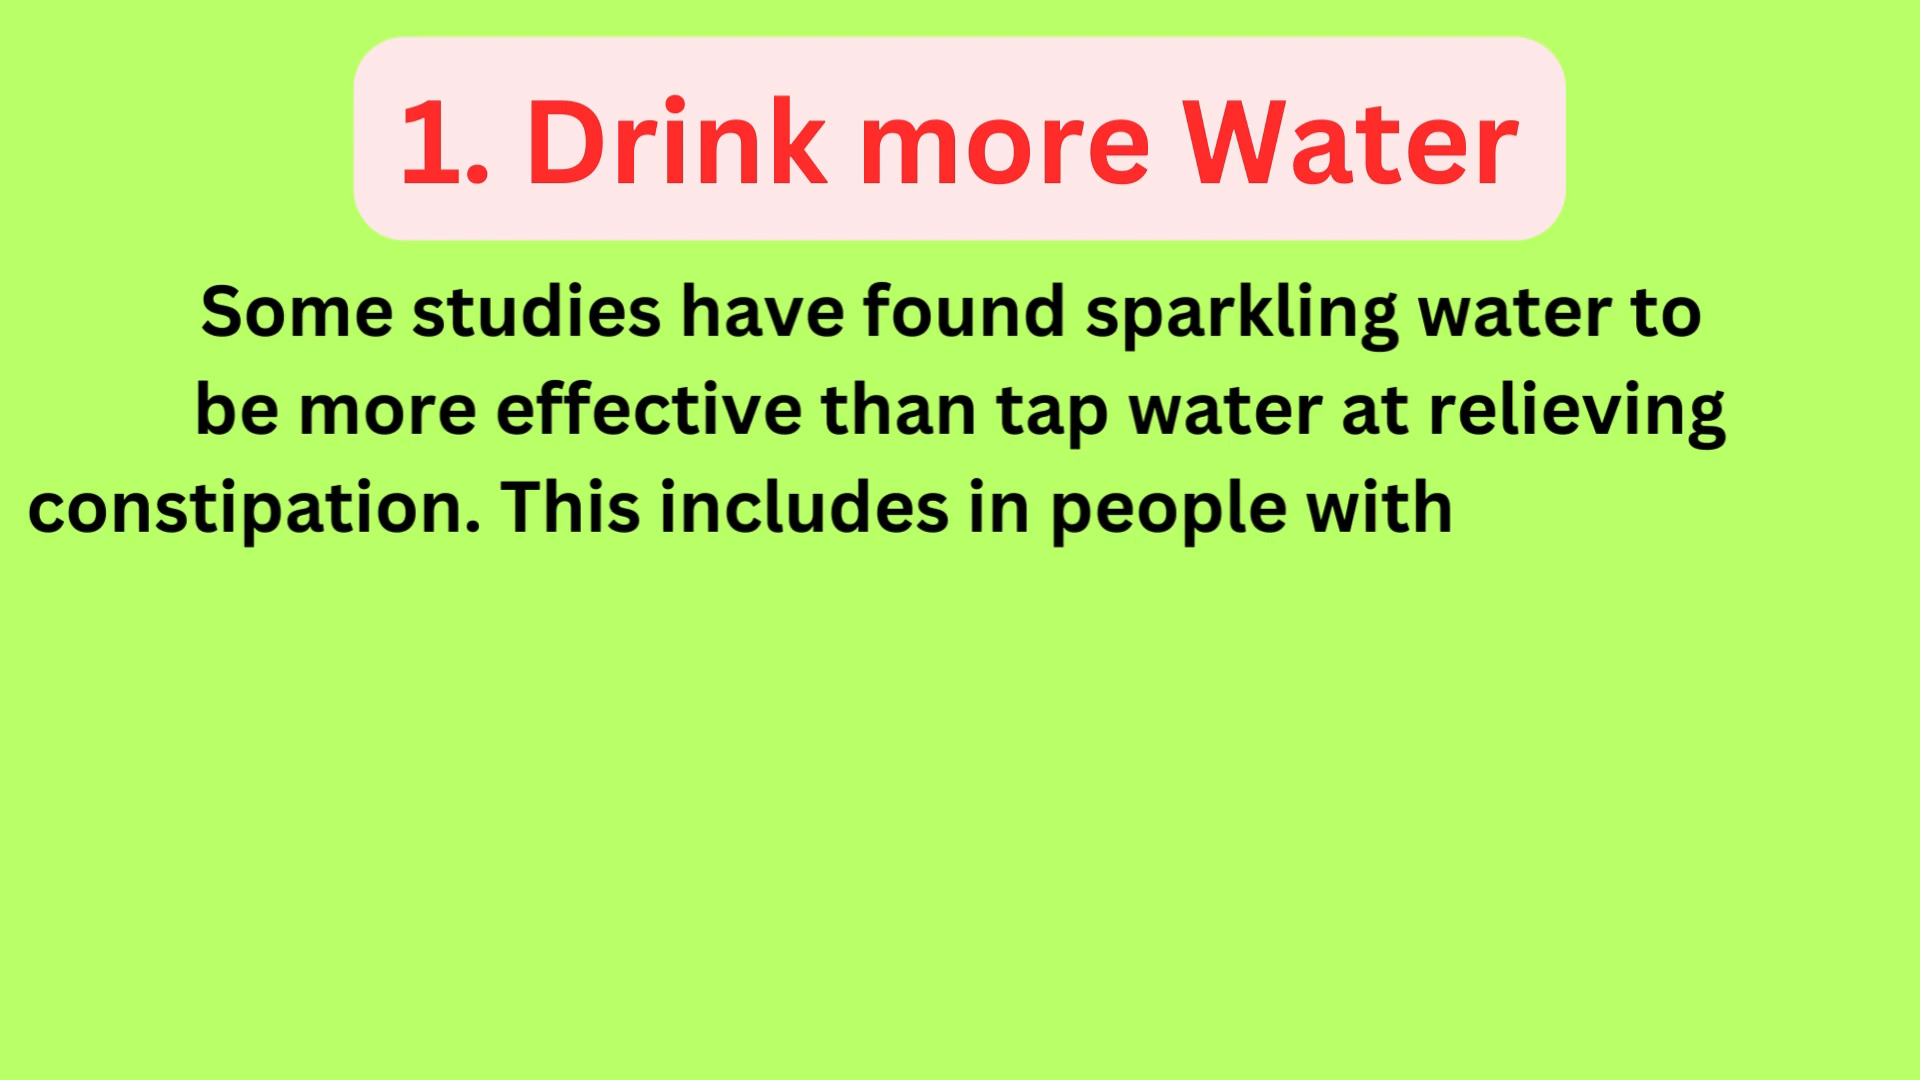 1. Drink more Water
Some studies have found sparkling water to
be more effective than tap water at relieving
constipation. This includes in people with